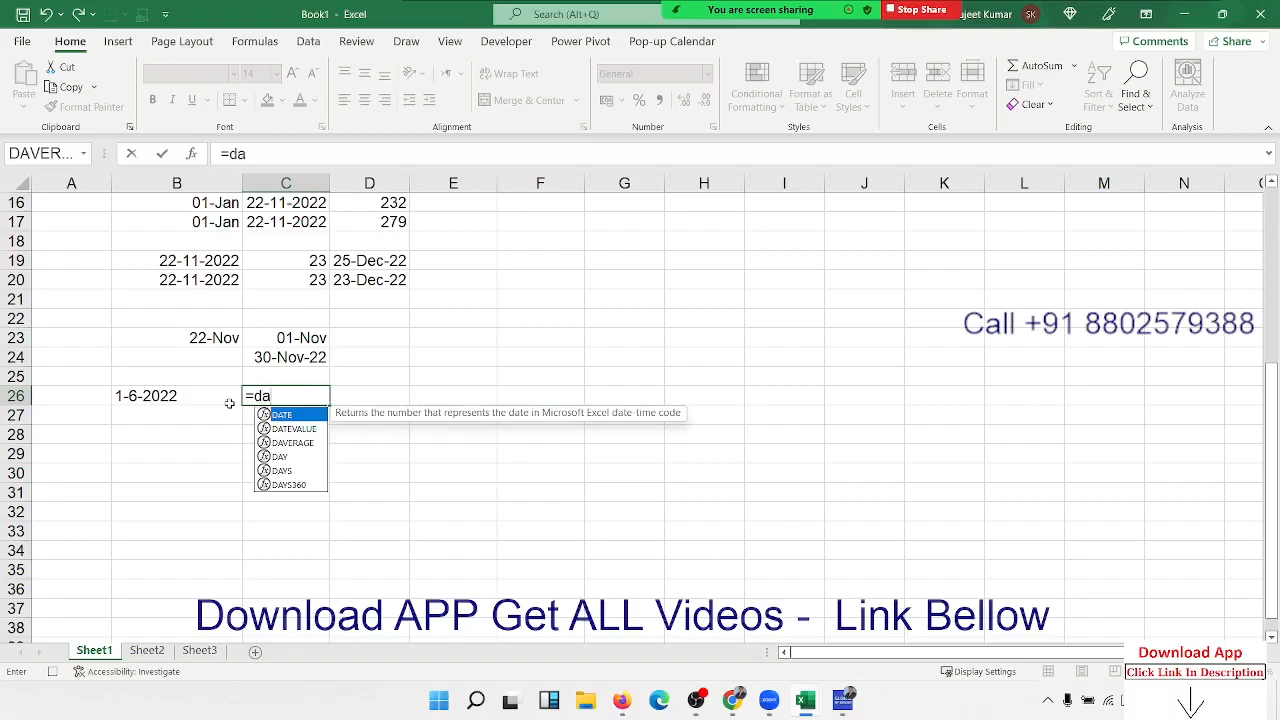 Book1 - Excel
Search (Alt+Q)
You are screen sharing
Stop Share
ujeet Kumar
SK
File Home Insert Page Layout Formulas Data Review View Developer Power Pivot Pop-up Calendar
Comments
Share
Paste
Cut
Copy
Format Painter
Clipboard
14
B I U
Font
Wrap Text
Merge & Center
Alignment
General
Number
Conditional Formatting
Format as Table
Cell Styles
Styles
Insert
Delete
Format
Cells
AutoSum
Fill
Clear
Sort & Filter
Find & Select
Editing
Analyze Data
Analysis
DAVER...
fx
=da
A B C D E F G H I J K L M N
16 01-Jan 22-11-2022 232
17 01-Jan 22-11-2022 279
18
19 22-11-2022 23 25-Dec-22
20 22-11-2022 23 23-Dec-22
21
22
23 22-Nov 01-Nov
24 30-Nov-22
25
26 1-6-2022 =da
27
28
29
30
31
32
33
34
35
36
37
38
DATE
Returns the number that represents the date in Microsoft Excel date-time code
DATEVALUE
DAVERAGE
DAY
DAYS
DAYS360
Call +91 8802579388
Download APP Get ALL Videos - Link Bellow
Sheet1 Sheet2 Sheet3
Download App
Click Link In Description
Enter
Accessibility: Investigate
Display Settings